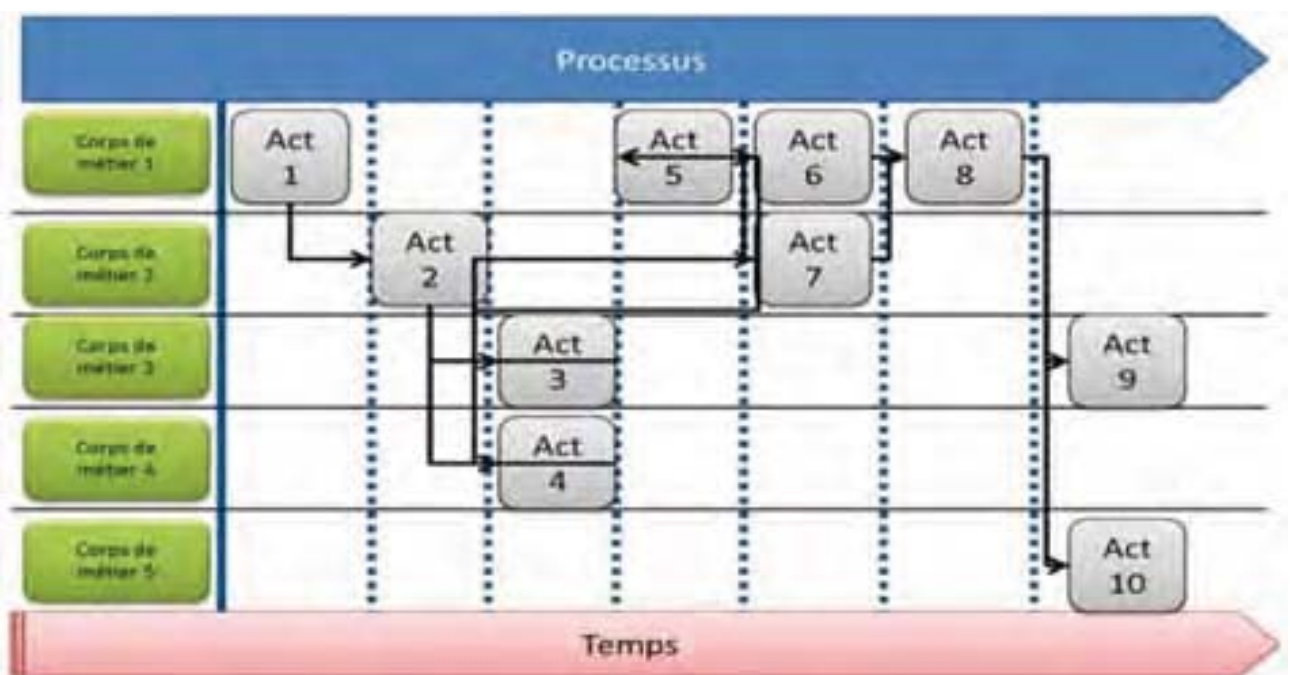 Processus
Corps de
métier 1
Act
1
Act
5
Act
6
Act
8
Corps de
métier 2
Act
2
Act
7
Corps de
métier 3
Act
3
Act
9
Corps de
métier 4
Act
4
Corps de
métier 5
Act
10
Temps